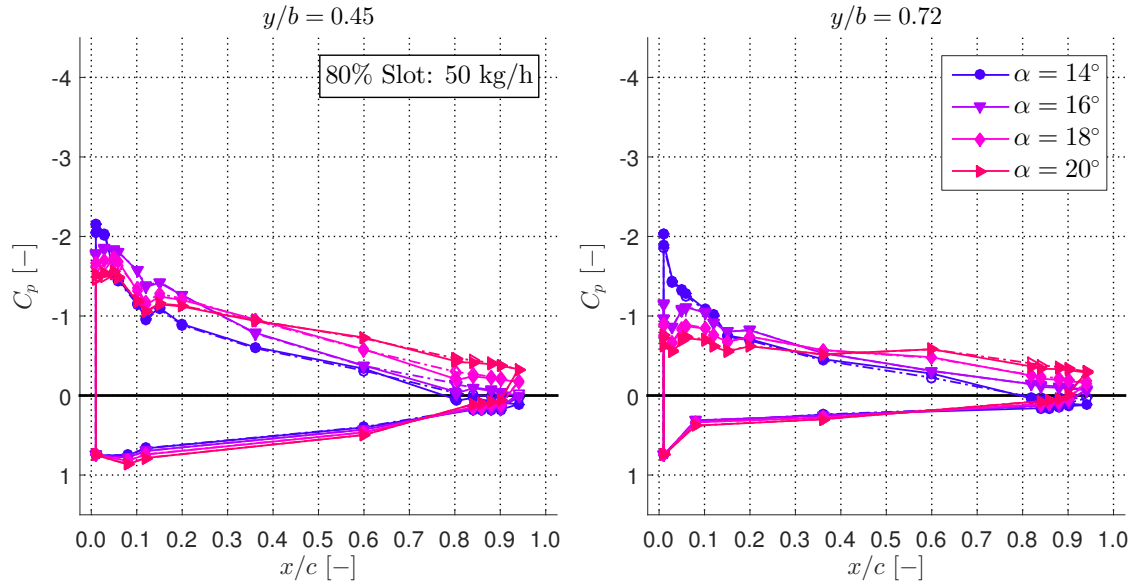 y/b = 0.45
80% Slot: 50 kg/h
-4
-3
-2
-1
0
1
C_p [−]
0.0 0.1 0.2 0.3 0.4 0.5 0.6 0.7 0.8 0.9 1.0
x/c [−]
y/b = 0.72
α = 14°
α = 16°
α = 18°
α = 20°
-4
-3
-2
-1
0
1
C_p [−]
0.0 0.1 0.2 0.3 0.4 0.5 0.6 0.7 0.8 0.9 1.0
x/c [−]